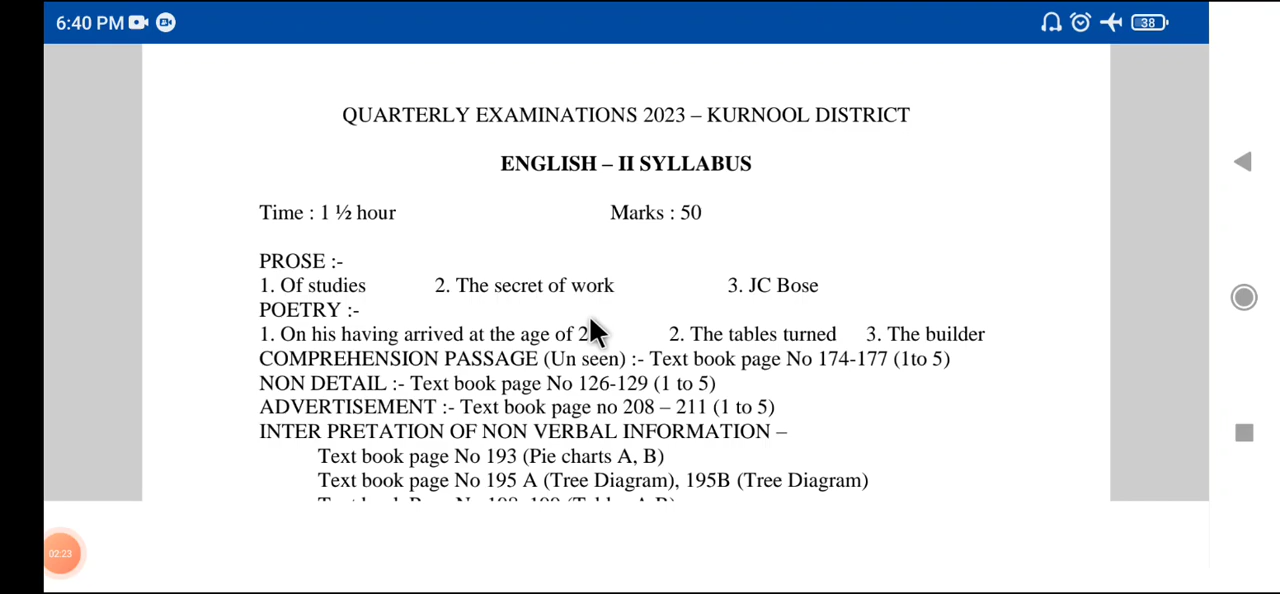 6:40 PM
38
QUARTERLY EXAMINATIONS 2023 – KURNOOL DISTRICT
ENGLISH – II SYLLABUS
Time : 1 ½ hour Marks : 50
PROSE :-
1. Of studies 2. The secret of work 3. JC Bose
POETRY :-
1. On his having arrived at the age of 2 2. The tables turned 3. The builder
COMPREHENSION PASSAGE (Un seen) :- Text book page No 174-177 (1to 5)
NON DETAIL :- Text book page No 126-129 (1 to 5)
ADVERTISEMENT :- Text book page no 208 – 211 (1 to 5)
INTER PRETATION OF NON VERBAL INFORMATION –
Text book page No 193 (Pie charts A, B)
Text book page No 195 A (Tree Diagram), 195B (Tree Diagram)
02:23